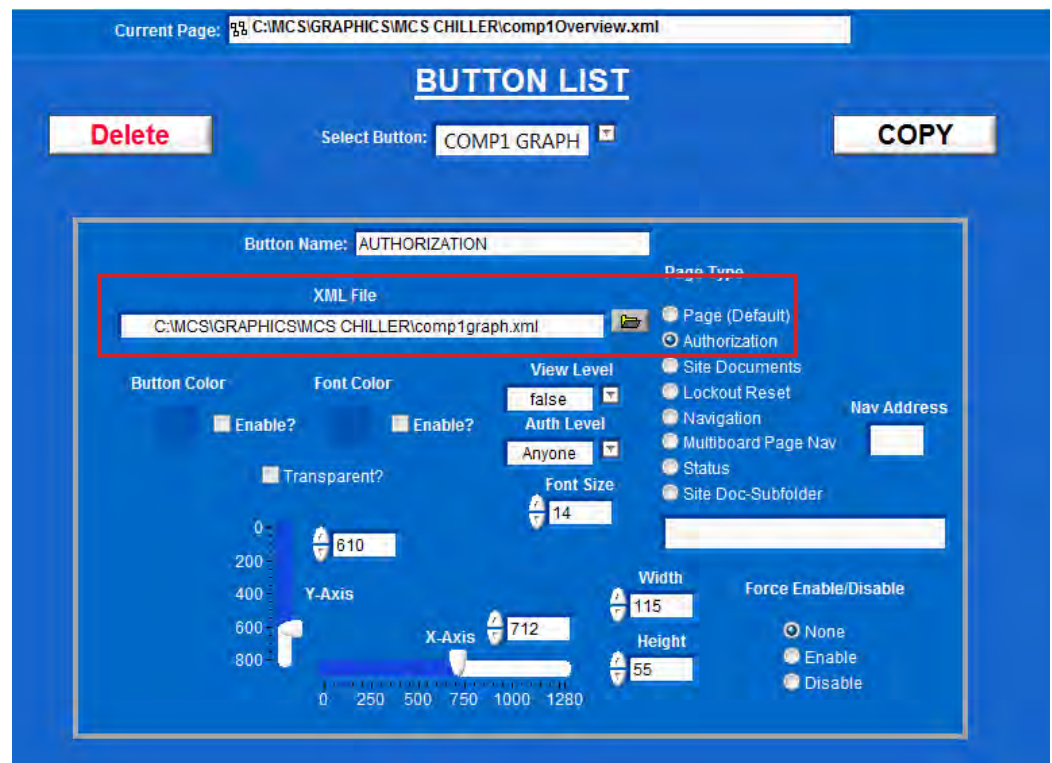 Current Page: C:\MCS\GRAPHICS\MCS CHILLER\comp1Overview.xml
BUTTON LIST
Delete
Select Button: COMP1 GRAPH
COPY
Button Name: AUTHORIZATION
Page Type
XML File
C:\MCS\GRAPHICS\MCS CHILLER\comp1graph.xml
Page (Default)
Authorization
Site Documents
Lockout Reset
Navigation
Multiboard Page Nav
Status
Site Doc-Subfolder
Nav Address
Button Color
Font Color
Enable?
Enable?
Transparent?
View Level
false
Auth Level
Anyone
Font Size
14
0
200
400
600
800
610
Y-Axis
X-Axis 712
0 250 500 750 1000 1280
Width
115
Height
55
Force Enable/Disable
None
Enable
Disable